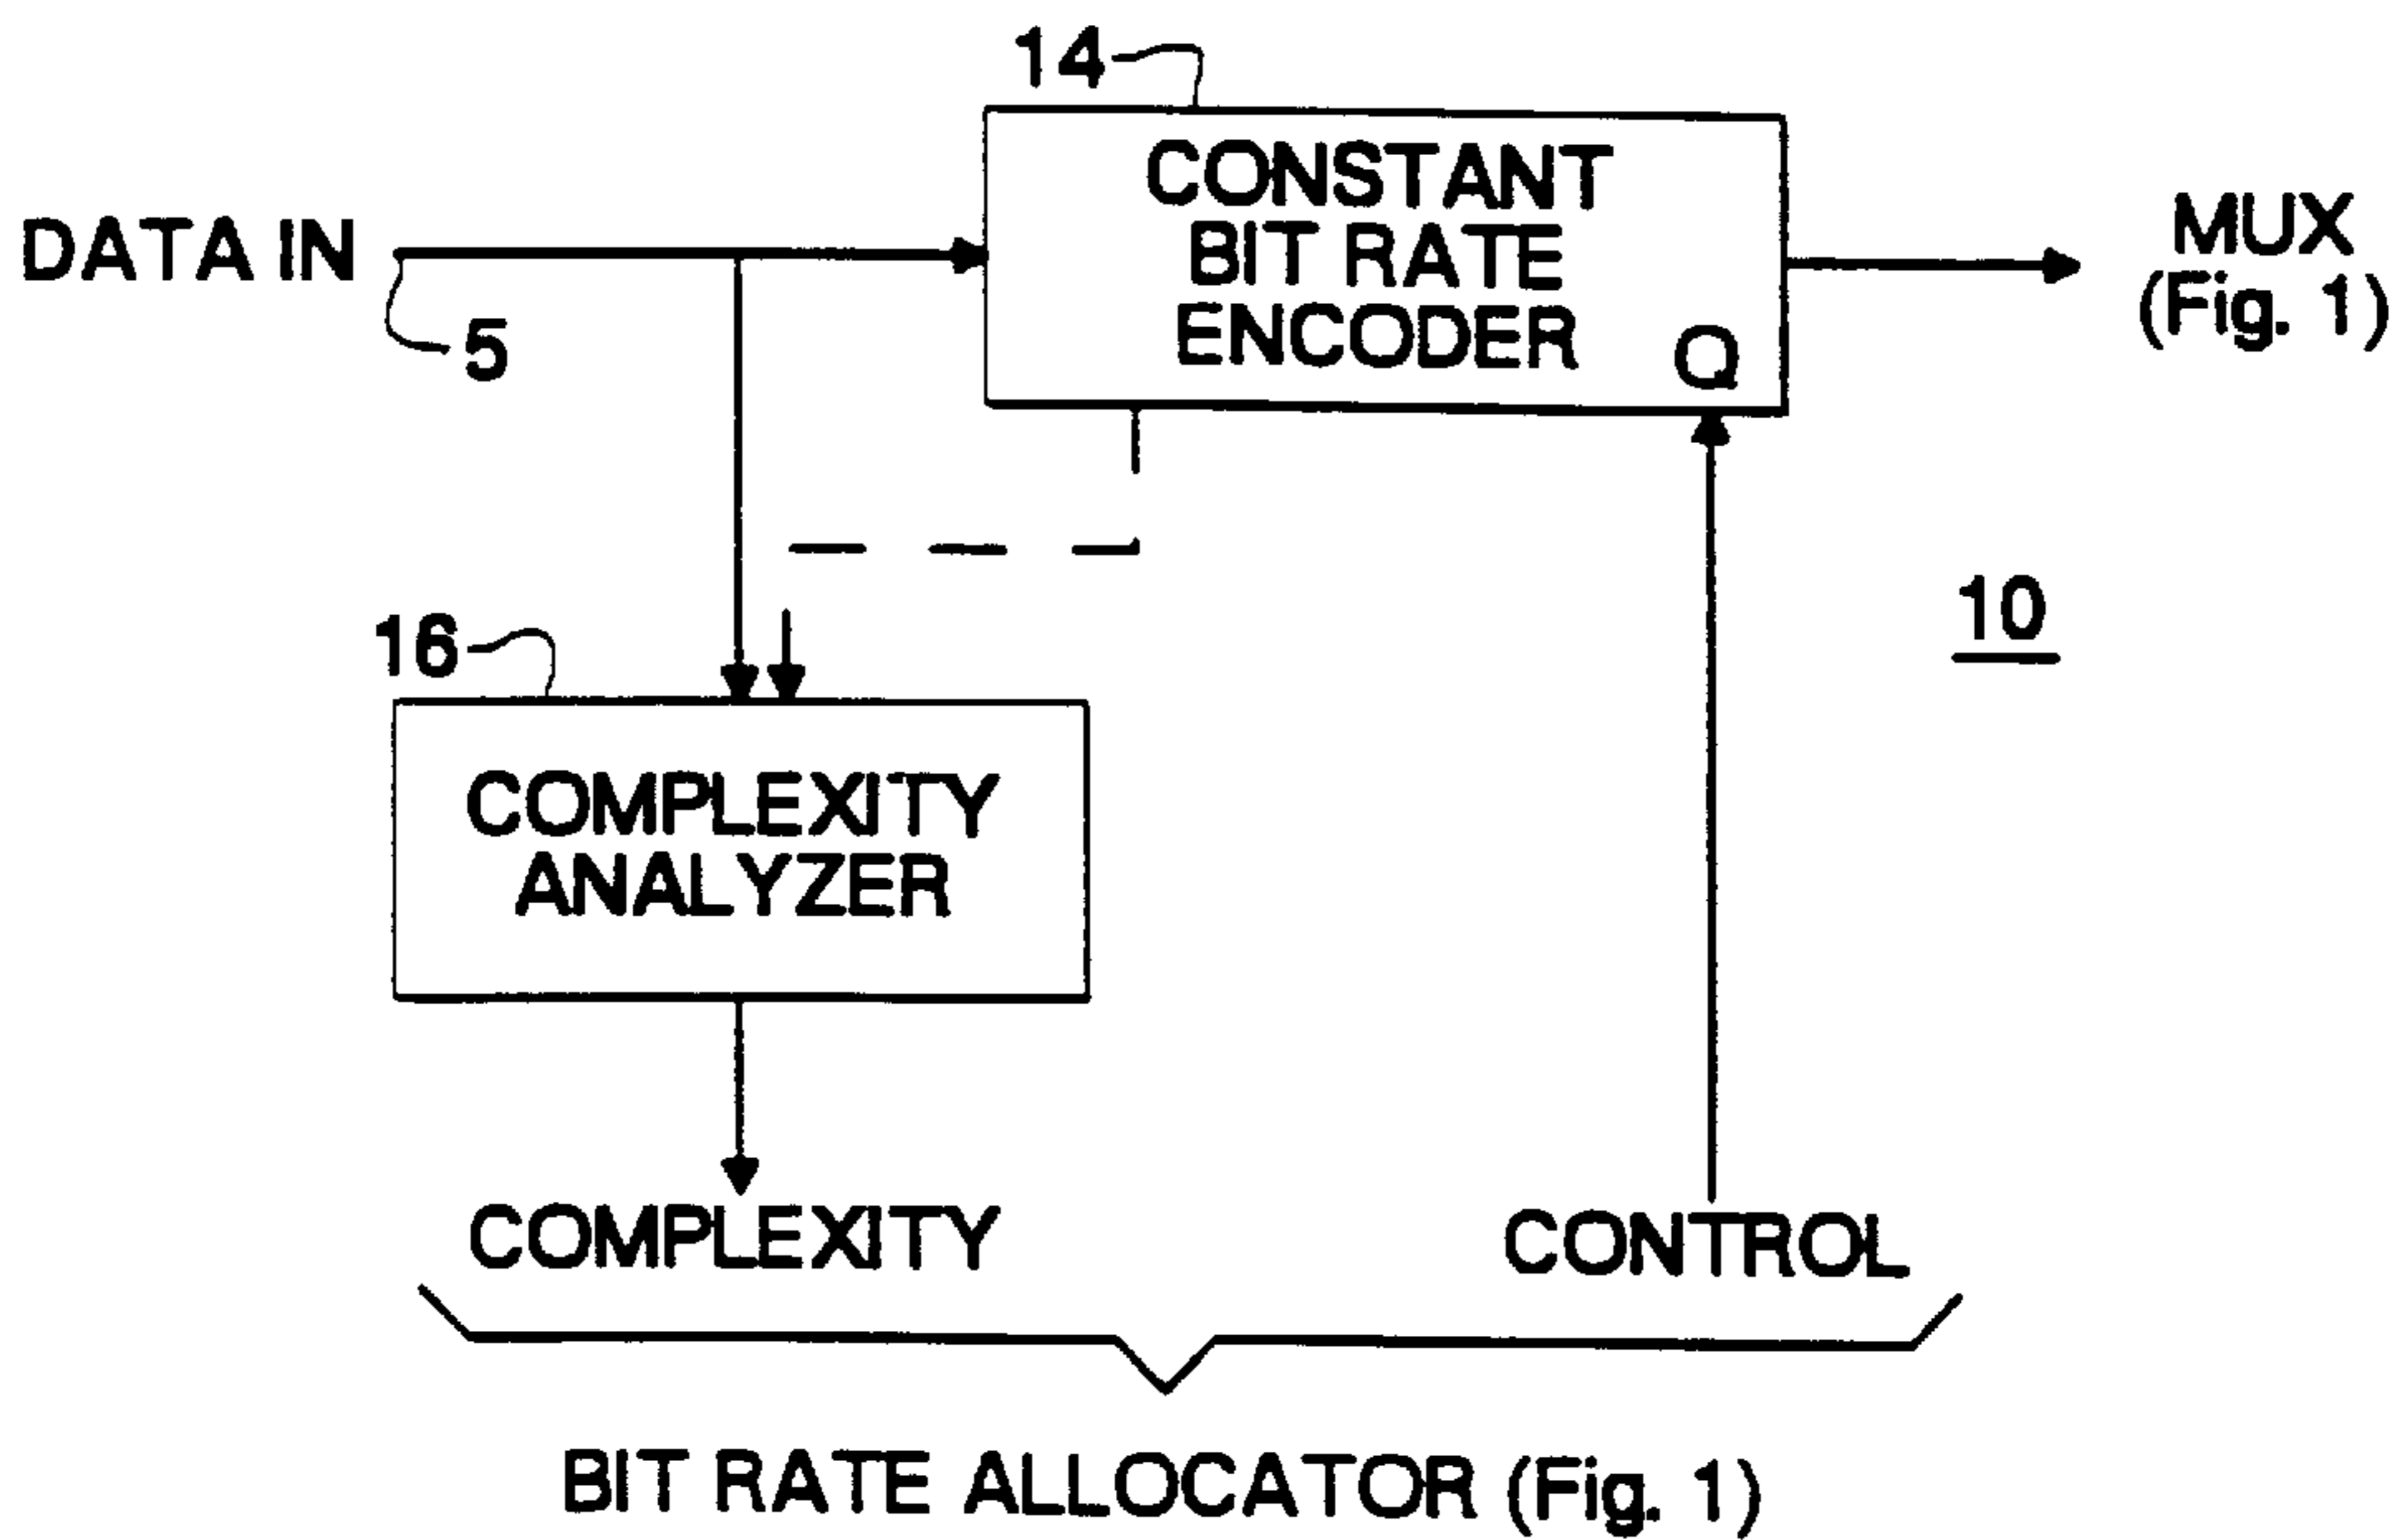 14
CONSTANT
BIT RATE
ENCODER
Q
DATA IN
5
MUX
(Fig. 1)
10
16
COMPLEXITY
ANALYZER
COMPLEXITY
CONTROL
BIT RATE ALLOCATOR (Fig. 1)